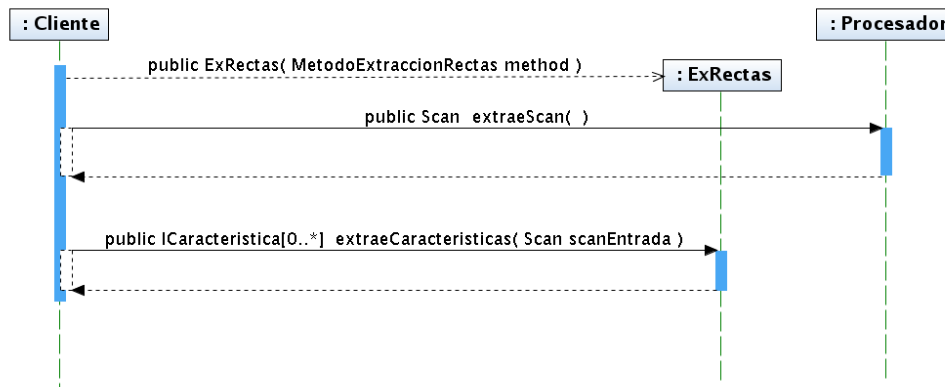 : Cliente
: Procesador
public ExRectas( MetodoExtraccionRectas method )
: ExRectas
public Scan extraeScan( )
public ICaracteristica[0..*] extraeCaracteristicas( Scan scanEntrada )